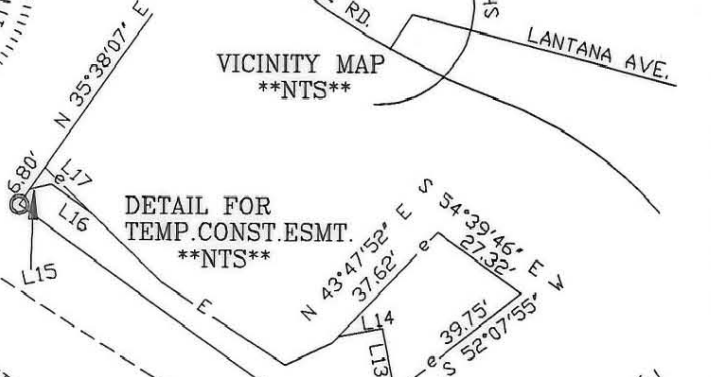 RD.
LANTANA AVE.
VICINITY MAP
**NTS**
N 35°38'07" E
6.80'
L17
e
L16
L15
DETAIL FOR
TEMP.CONST.ESMT.
**NTS**
E
N 43°47'52" E
37.62'
e
S 54°39'46" E
27.32'
L14
L13
39.75'
e
S 52°07'55" W